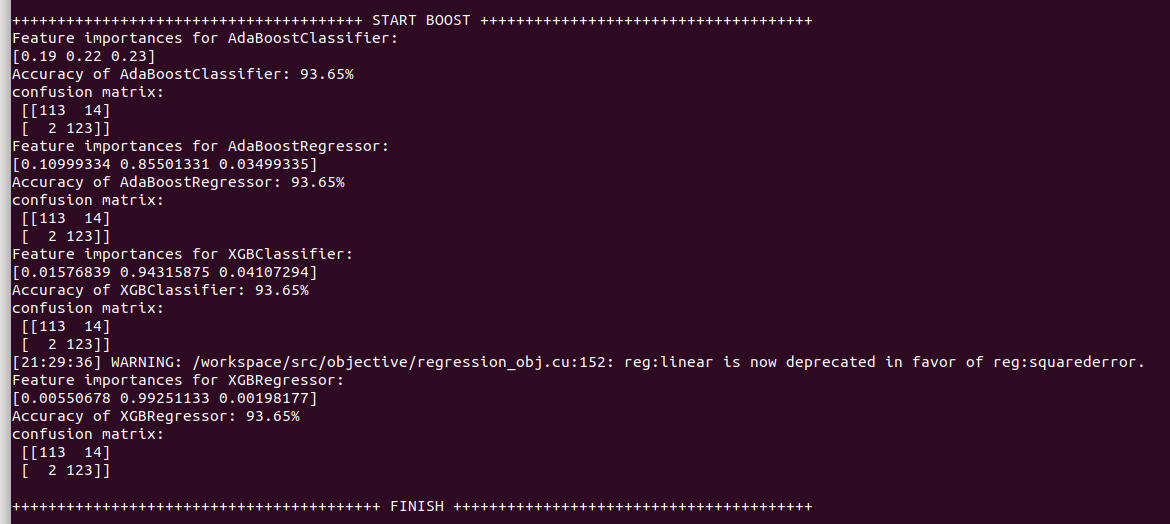 +++++++++++++++++++++++++++++++++++++++ START BOOST +++++++++++++++++++++++++++++++++++++
Feature importances for AdaBoostClassifier:
[0.19 0.22 0.23]
Accuracy of AdaBoostClassifier: 93.65%
confusion matrix:
 [[113  14]
 [  2 123]]
Feature importances for AdaBoostRegressor:
[0.10999334 0.85501331 0.03499335]
Accuracy of AdaBoostRegressor: 93.65%
confusion matrix:
 [[113  14]
 [  2 123]]
Feature importances for XGBClassifier:
[0.01576839 0.94315875 0.04107294]
Accuracy of XGBClassifier: 93.65%
confusion matrix:
 [[113  14]
 [  2 123]]
[21:29:36] WARNING: /workspace/src/objective/regression_obj.cu:152: reg:linear is now deprecated in favor of reg:squarederror.
Feature importances for XGBRegressor:
[0.00550678 0.99251133 0.00198177]
Accuracy of XGBRegressor: 93.65%
confusion matrix:
 [[113  14]
 [  2 123]]
+++++++++++++++++++++++++++++++++++++++++ FINISH ++++++++++++++++++++++++++++++++++++++++